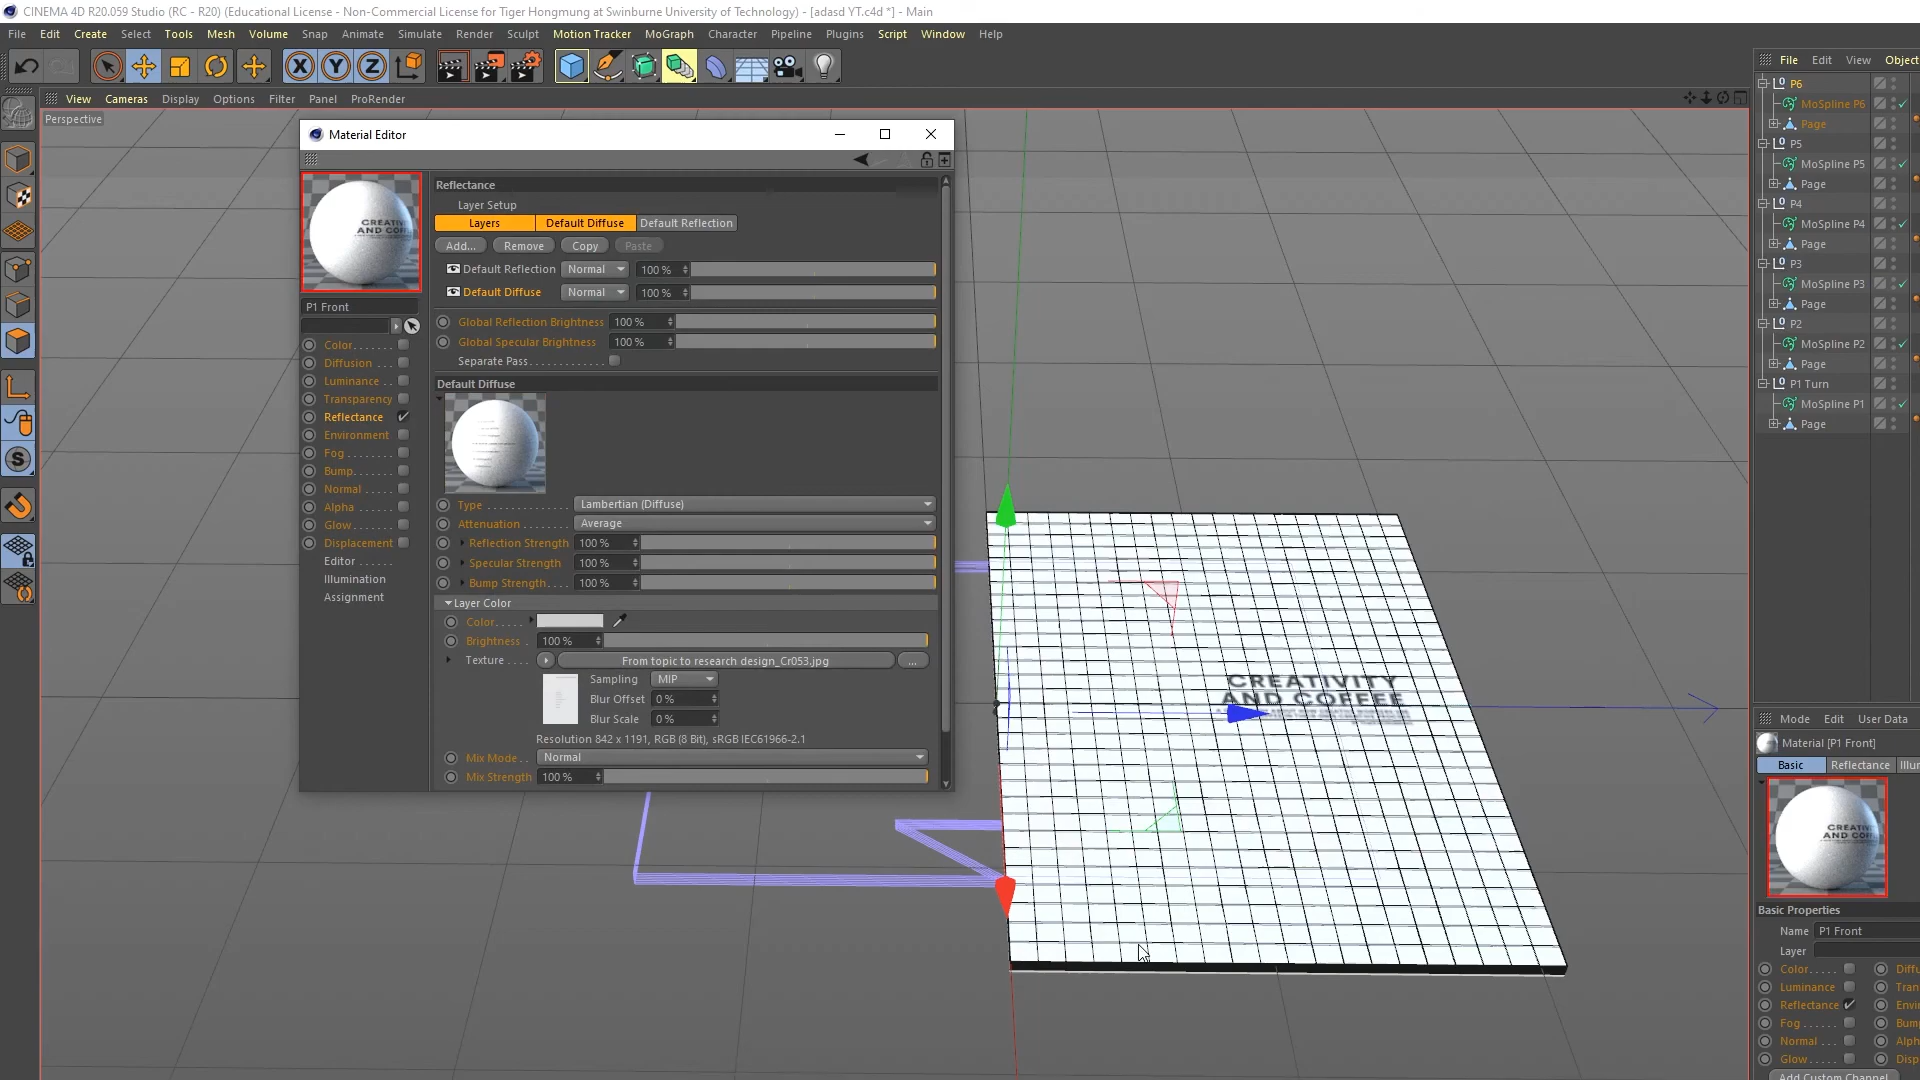 CINEMA 4D R20.059 Studio (RC - R20) (Educational License - Non-Commercial License for Tiger Hongmung at Swinburne University of Technology) - [adasd YT.c4d *] - Main
File Edit Create Select Tools Mesh Volume Snap Animate Simulate Render Sculpt Motion Tracker MoGraph Character Pipeline Plugins Script Window Help
View Cameras Display Options Filter Panel ProRender
File Edit View Object
Perspective
Material Editor
Reflectance
Layer Setup
Layers Default Diffuse Default Reflection
Add... Remove Copy Paste
Default Reflection Normal 100 %
Default Diffuse Normal 100 %
Global Reflection Brightness 100 %
Global Specular Brightness 100 %
Separate Pass
Default Diffuse
Type Lambertian (Diffuse)
Attenuation Average
Reflection Strength 100 %
Specular Strength 100 %
Bump Strength 100 %
Layer Color
Color
Brightness 100 %
Texture From topic to research design_Cr053.jpg ...
Sampling MIP
Blur Offset 0 %
Blur Scale 0 %
Resolution 842 x 1191, RGB (8 Bit), sRGB IEC61966-2.1
Mix Mode Normal
Mix Strength 100 %
P1 Front
Color
Diffusion
Luminance
Transparency
Reflectance
Environment
Fog
Bump
Normal
Alpha
Glow
Displacement
Editor
Illumination
Assignment
CREATIVITY
AND COFFEE
P6
MoSpline P6
Page
P5
MoSpline P5
Page
P4
MoSpline P4
Page
P3
MoSpline P3
Page
P2
MoSpline P2
Page
P1 Turn
MoSpline P1
Page
Mode Edit User Data
Material [P1 Front]
Basic Reflectance Illur
Basic Properties
Name P1 Front
Layer
Color Diffu
Luminance Tran
Reflectance Envi
Fog Bump
Normal Alph
Glow Disp
Add Custom Channel